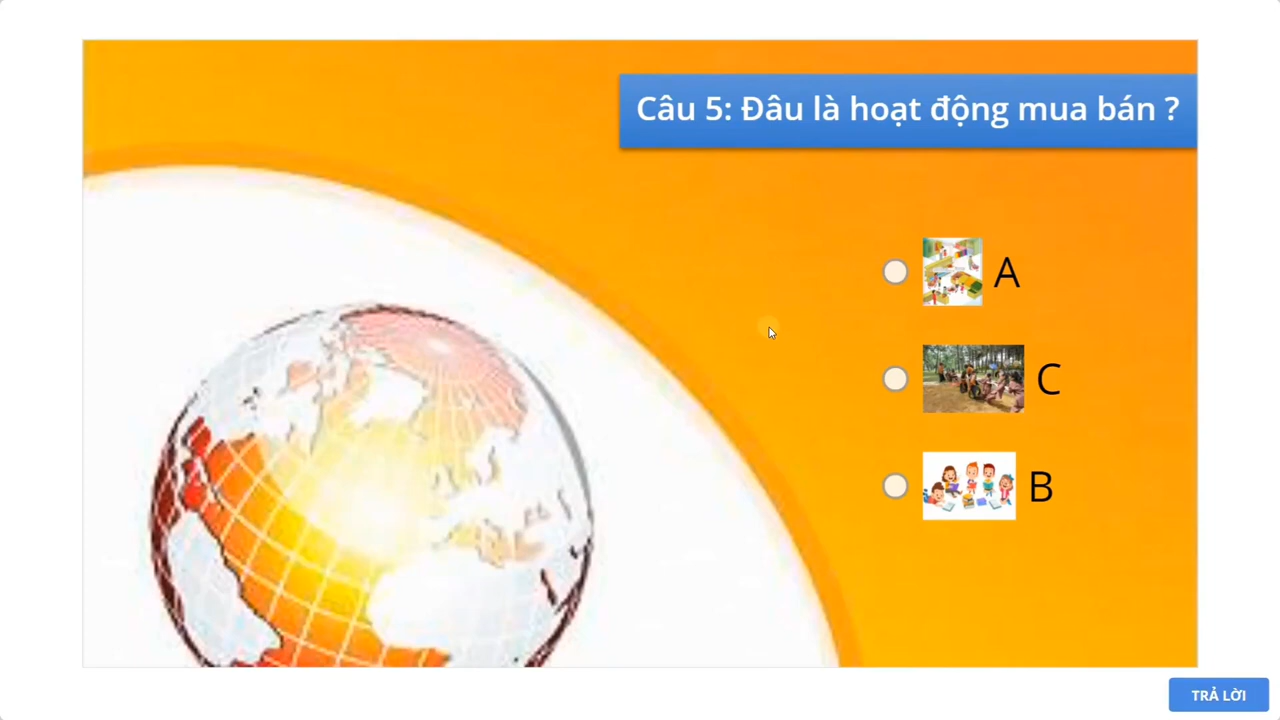 Câu 5: Đâu là hoạt động mua bán ?
A
C
B
TRẢ LỜI